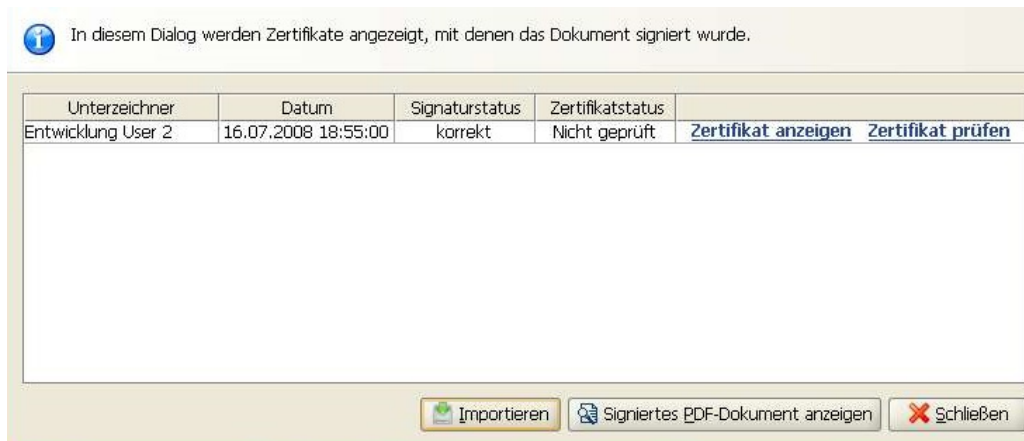 In diesem Dialog werden Zertifikate angezeigt, mit denen das Dokument signiert wurde.
Unterzeichner Datum Signaturstatus Zertifikatstatus
Entwicklung User 2 16.07.2008 18:55:00 korrekt Nicht geprüft Zertifikat anzeigen Zertifikat prüfen
Importieren Signiertes PDF-Dokument anzeigen Schließen